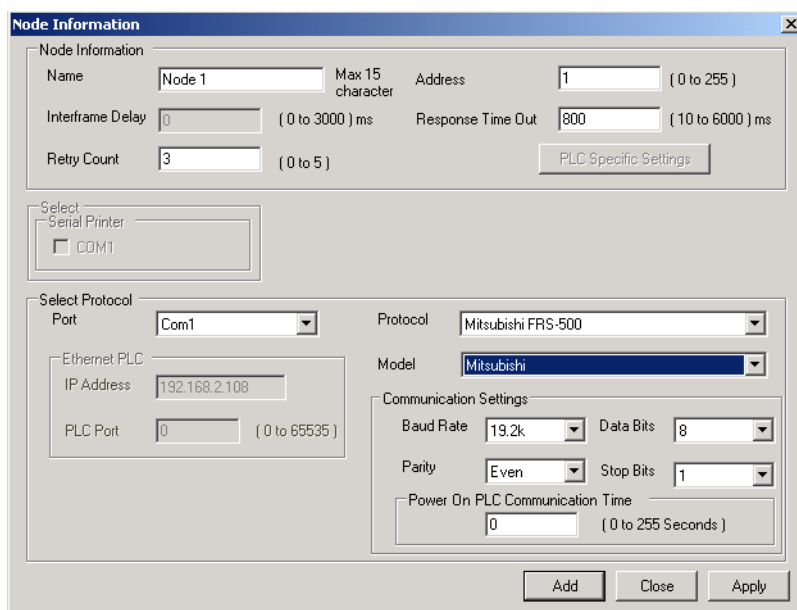 Node Information
Node Information
Name
Node 1
Max 15
character
Address
1
( 0 to 255 )
Interframe Delay
0
( 0 to 3000 ) ms
Response Time Out
800
( 10 to 6000 ) ms
Retry Count
3
( 0 to 5 )
PLC Specific Settings
Select
Serial Printer
COM1
Select Protocol
Port
Com1
Protocol
Mitsubishi FRS-500
Ethernet PLC
Model
Mitsubishi
IP Address
192.168.2.108
PLC Port
0
( 0 to 65535 )
Communication Settings
Baud Rate
19.2k
Data Bits
8
Parity
Even
Stop Bits
1
Power On PLC Communication Time
0
( 0 to 255 Seconds )
Add
Close
Apply